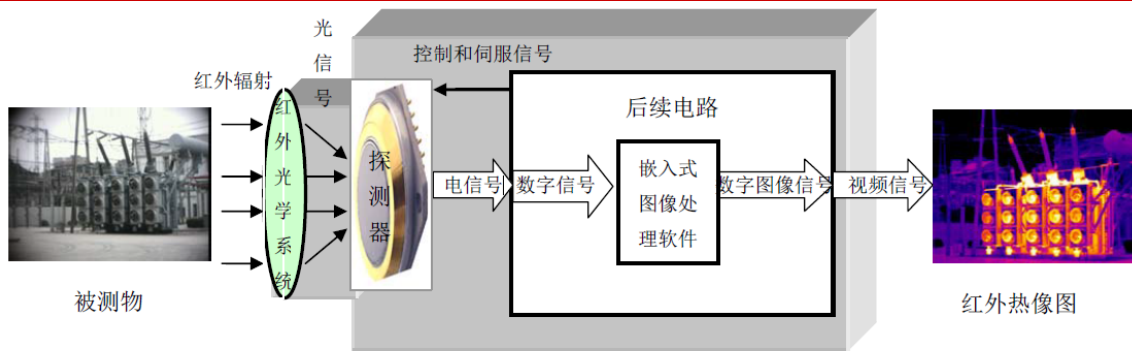 光信号
控制和伺服信号
红外辐射
红外光学系统
探测器
后续电路
电信号
数字信号
嵌入式
图像处
理软件
数字图像信号
视频信号
被测物
红外热像图